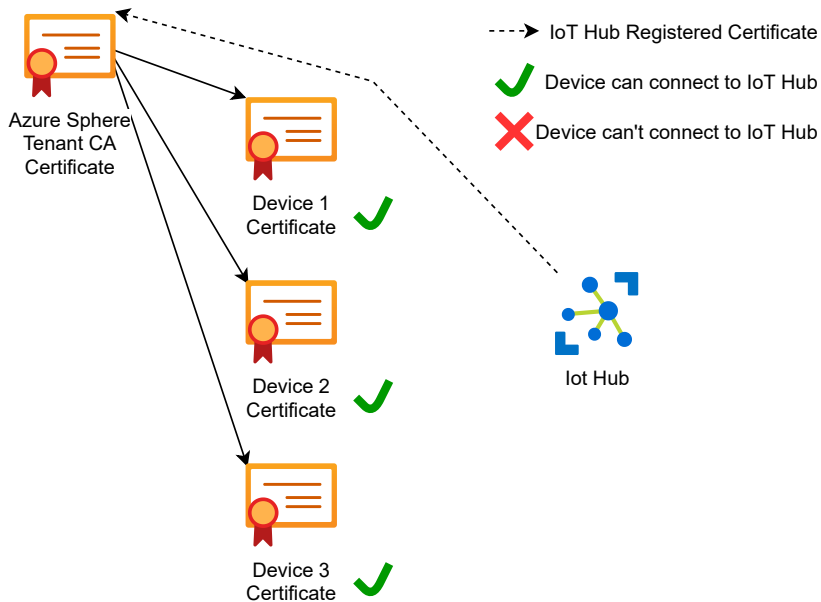 IoT Hub Registered Certificate
Device can connect to IoT Hub
Device can't connect to IoT Hub
Azure Sphere
Tenant CA
Certificate
Device 1
Certificate
Device 2
Certificate
Device 3
Certificate
Iot Hub